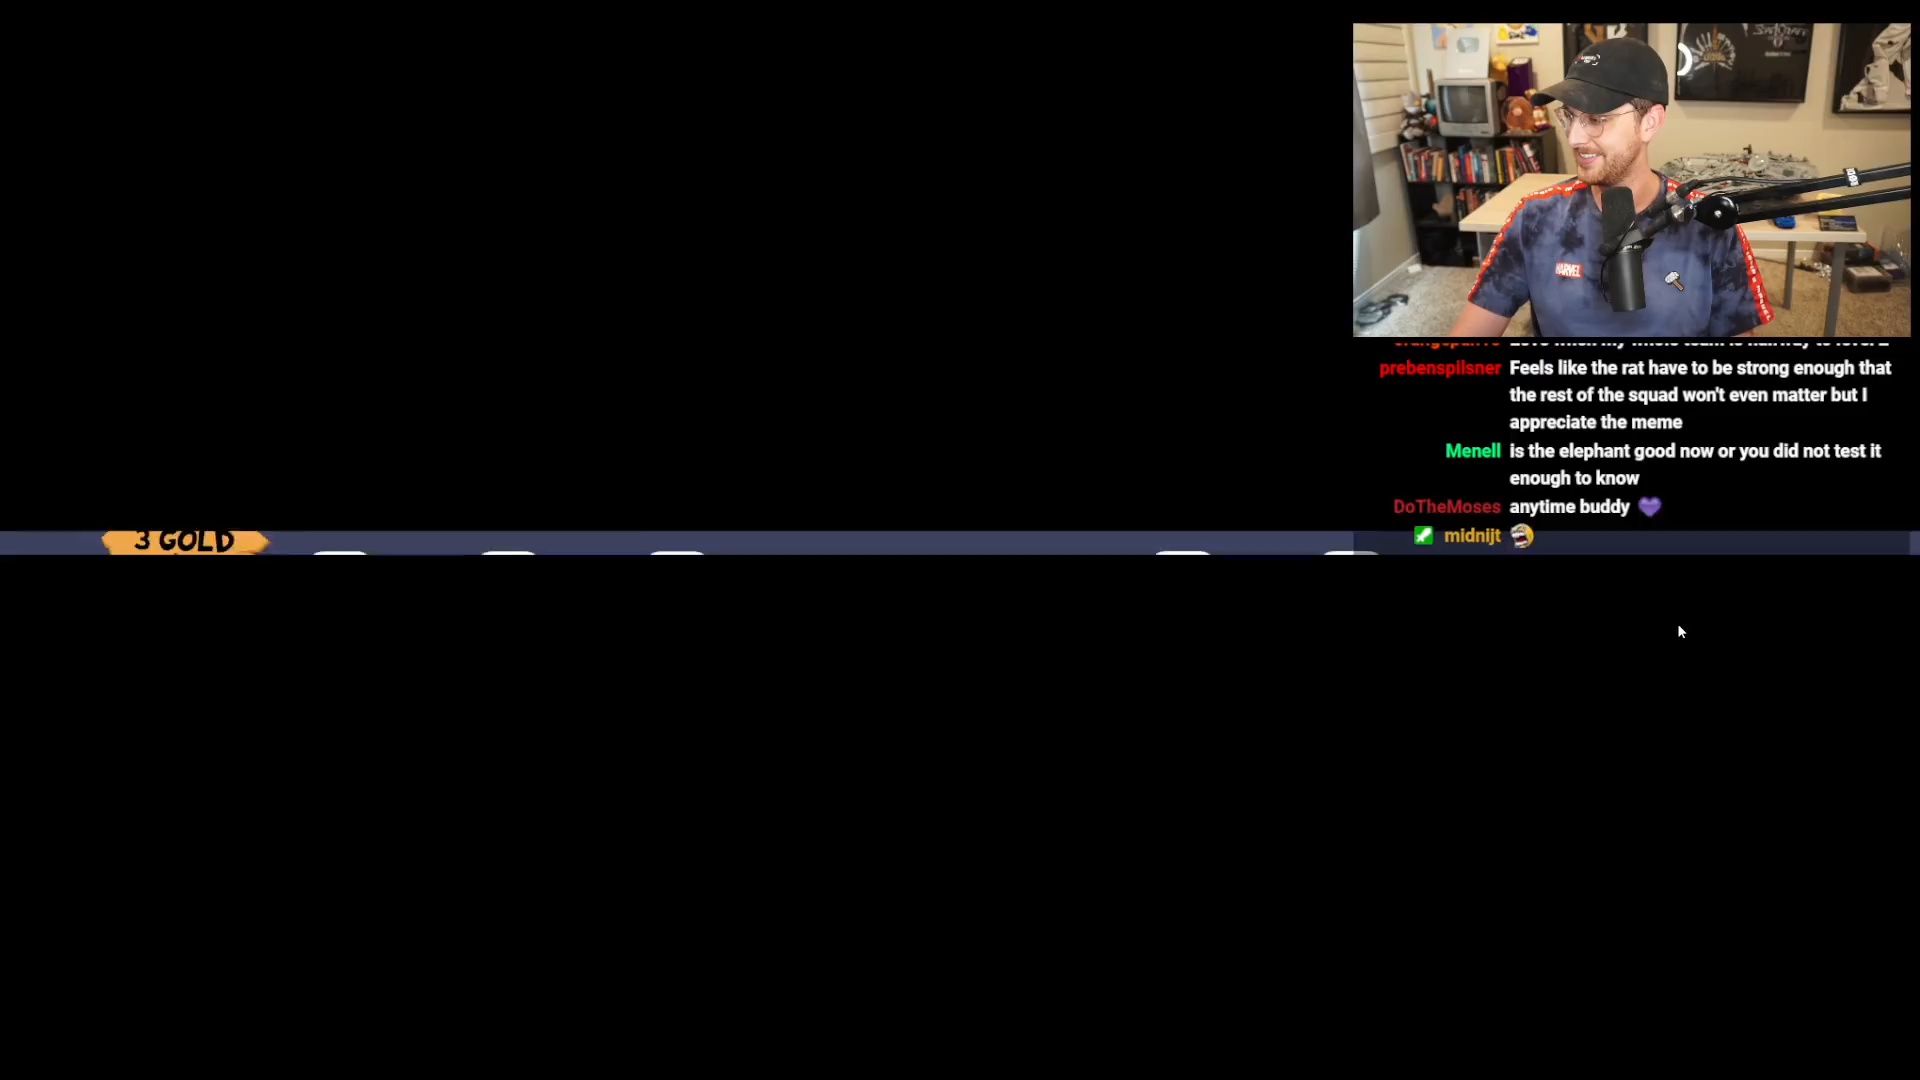 MARVEL
prebenspilsner Feels like the rat have to be strong enough that
the rest of the squad won't even matter but I
appreciate the meme
Menell is the elephant good now or you did not test it
enough to know
DoTheMoses anytime buddy
midnijt
3 GOLD